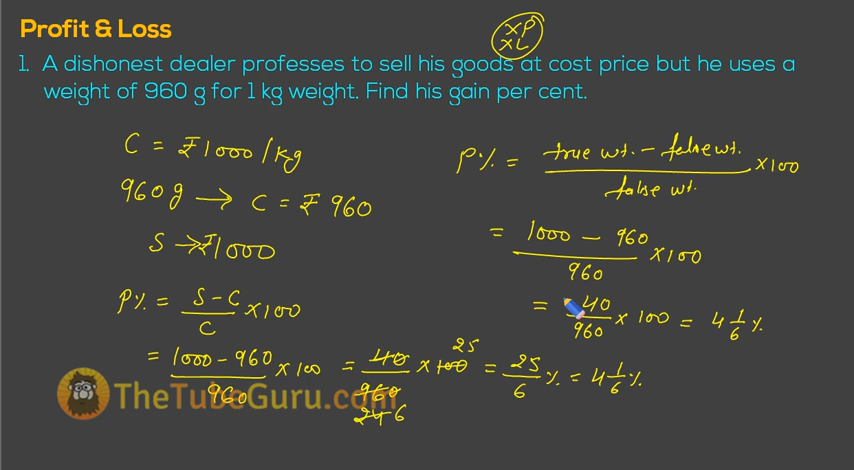 Profit & Loss
×P
×L
1. A dishonest dealer professes to sell his goods at cost price but he uses a
weight of 960 g for 1 kg weight. Find his gain per cent.
C = ₹1000/kg
960g → C = ₹ 960
S → ₹1000
P% = S-C/C × 100
= 1000-960/960 × 100 = 40/960 × 100 = 25/6 % = 4 1/6 %
25
24 6
P% = true wt. - false wt./false wt. × 100
= 1000 - 960/960 × 100
= 40/960 × 100 = 4 1/6 %
TheTubeGuru.com